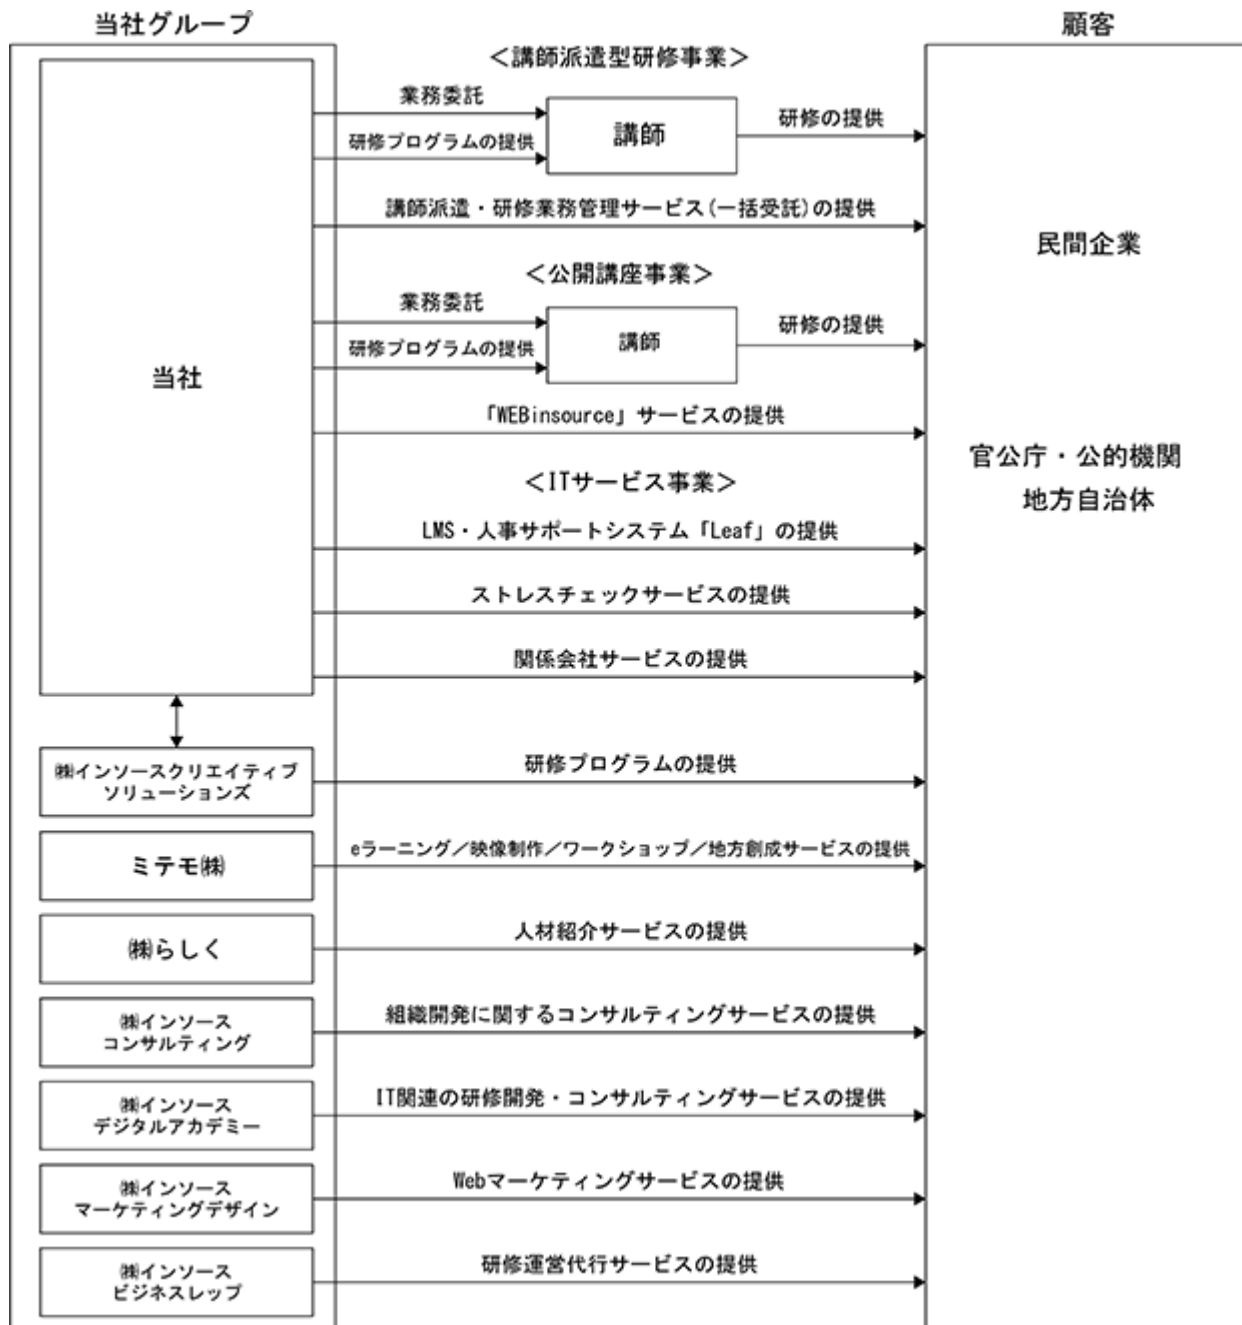 当社グループ
顧客
＜講師派遣型研修事業＞
業務委託
研修プログラムの提供
講師
研修の提供
講師派遣・研修業務管理サービス(一括受託)の提供
民間企業
＜公開講座事業＞
業務委託
研修プログラムの提供
講師
研修の提供
当社
「WEBinsource」サービスの提供
官公庁・公的機関
地方自治体
＜ITサービス事業＞
LMS・人事サポートシステム「Leaf」の提供
ストレスチェックサービスの提供
関係会社サービスの提供
㈱インソースクリエイティブ
ソリューションズ
研修プログラムの提供
ミテモ㈱
eラーニング／映像制作／ワークショップ／地方創成サービスの提供
㈱らしく
人材紹介サービスの提供
㈱インソース
コンサルティング
組織開発に関するコンサルティングサービスの提供
㈱インソース
デジタルアカデミー
IT関連の研修開発・コンサルティングサービスの提供
㈱インソース
マーケティングデザイン
Webマーケティングサービスの提供
㈱インソース
ビジネスレップ
研修運営代行サービスの提供